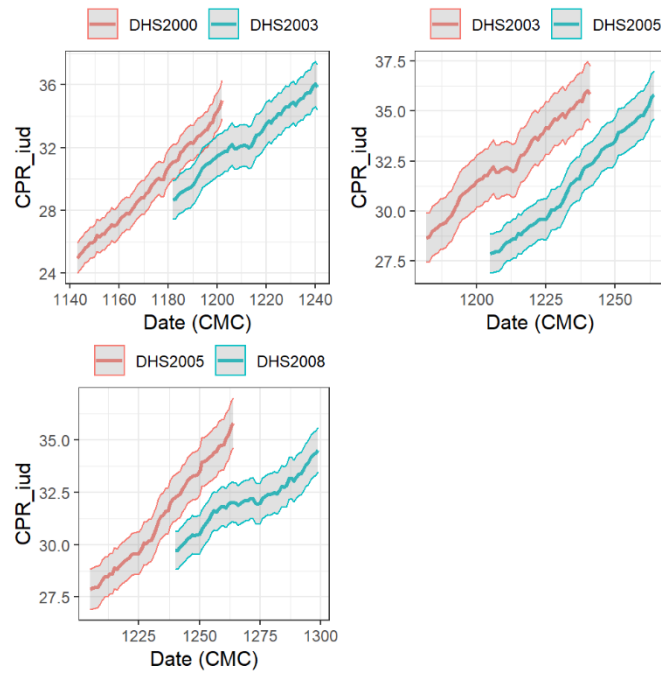 DHS2000 DHS2003
36
32
28
24
CPR_iud
1140 1160 1180 1200 1220 1240
Date (CMC)
DHS2003 DHS2005
37.5
35.0
32.5
30.0
27.5
CPR_iud
1200 1225 1250
Date (CMC)
DHS2005 DHS2008
35.0
32.5
30.0
27.5
CPR_iud
1225 1250 1275 1300
Date (CMC)